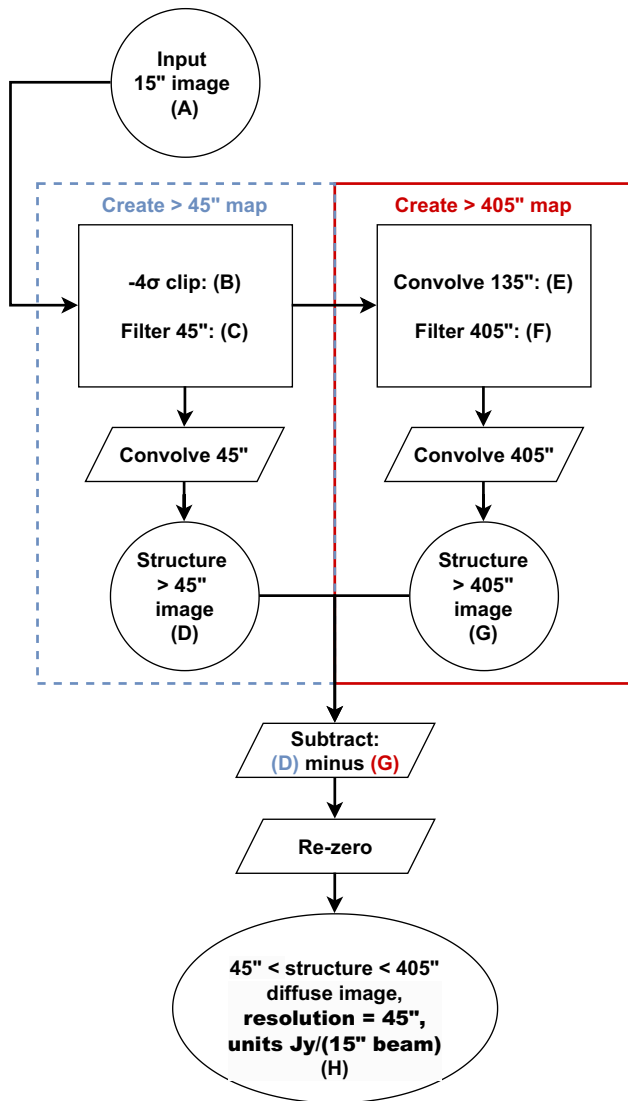 Input
15" image
(A)
Create > 45" map
Create > 405" map
-4σ clip: (B)
Filter 45": (C)
Convolve 135": (E)
Filter 405": (F)
Convolve 45"
Convolve 405"
Structure
> 45"
image
(D)
Structure
> 405"
image
(G)
Subtract:
(D) minus (G)
Re-zero
45" < structure < 405"
diffuse image,
resolution = 45",
units Jy/(15" beam)
(H)